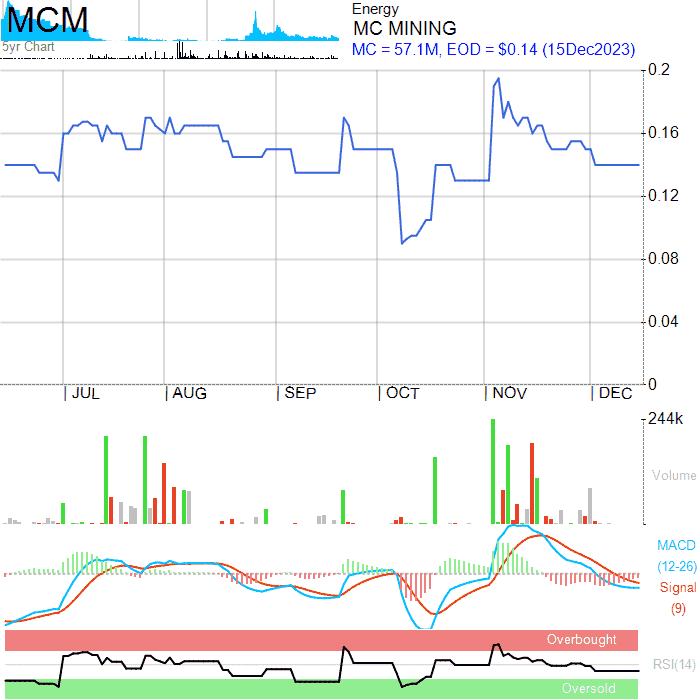 MCM
5yr Chart
Energy
MC MINING
MC = 57.1M, EOD = $0.14 (15Dec2023)
0.2
0.16
0.12
0.08
0.04
0
JUL AUG SEP OCT NOV DEC
244k
Volume
MACD
(12-26)
Signal
(9)
Overbought
RSI(14)
Oversold